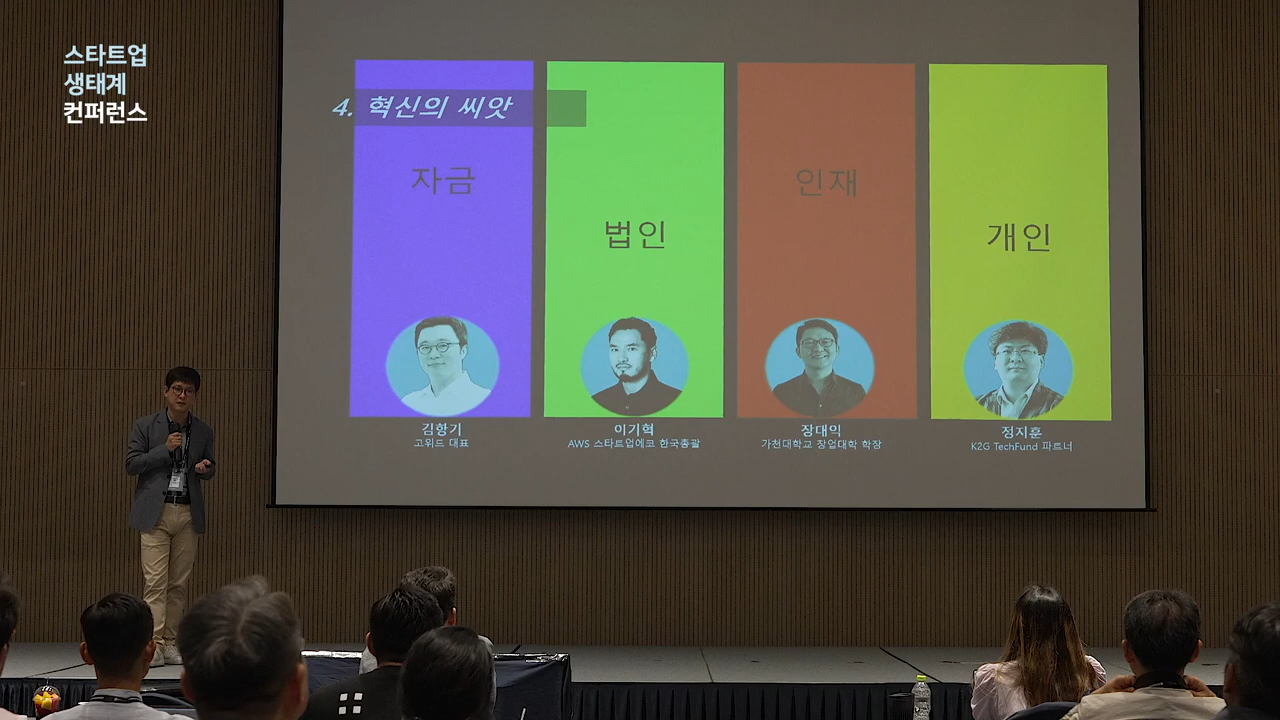 스타트업
생태계
컨퍼런스
4. 혁신의 씨앗
자금
법인
인재
개인
김항기
고위드 대표
이기혁
AWS 스타트업에코 한국총괄
장대익
가천대학교 창업대학 학장
정지훈
K2G TechFund 파트너